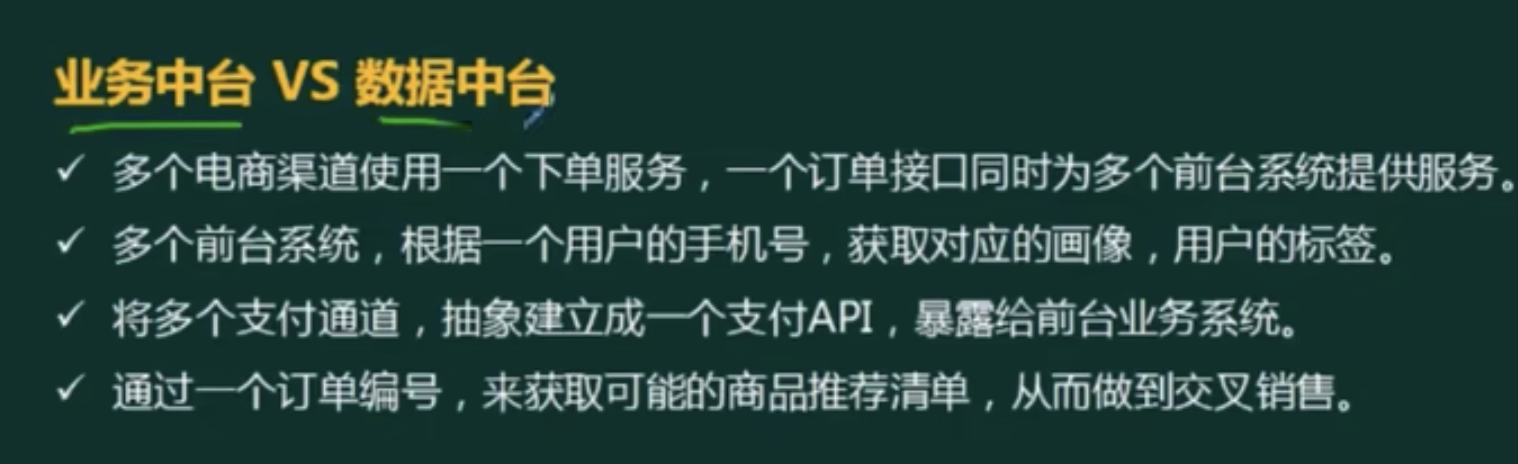 业务中台 VS 数据中台
✓ 多个电商渠道使用一个下单服务，一个订单接口同时为多个前台系统提供服务。
✓ 多个前台系统，根据一个用户的手机号，获取对应的画像，用户的标签。
✓ 将多个支付通道，抽象建立成一个支付API，暴露给前台业务系统。
✓ 通过一个订单编号，来获取可能的商品推荐清单，从而做到交叉销售。